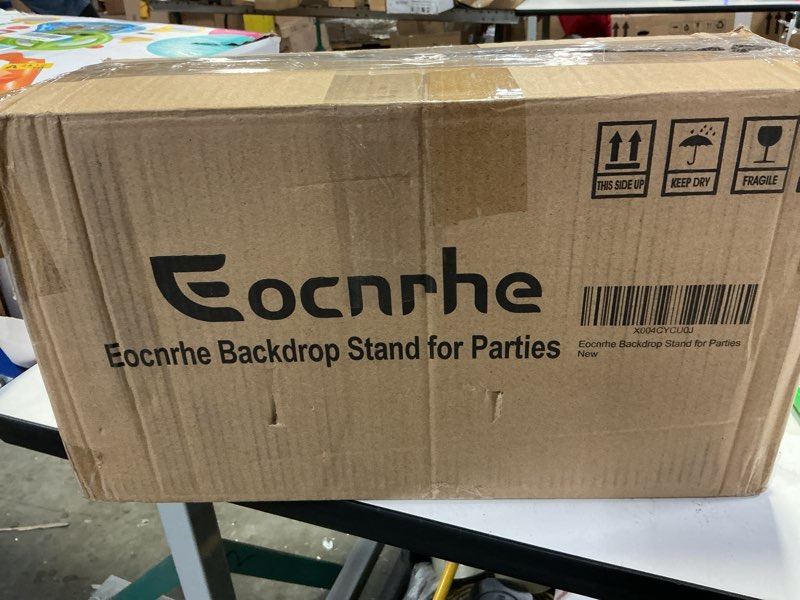 THIS SIDE UP
KEEP DRY
FRAGILE
Eocnrhe
Eocnrhe Backdrop Stand for Parties
X004CYCU0J
Eocnrhe Backdrop Stand for Parties
New